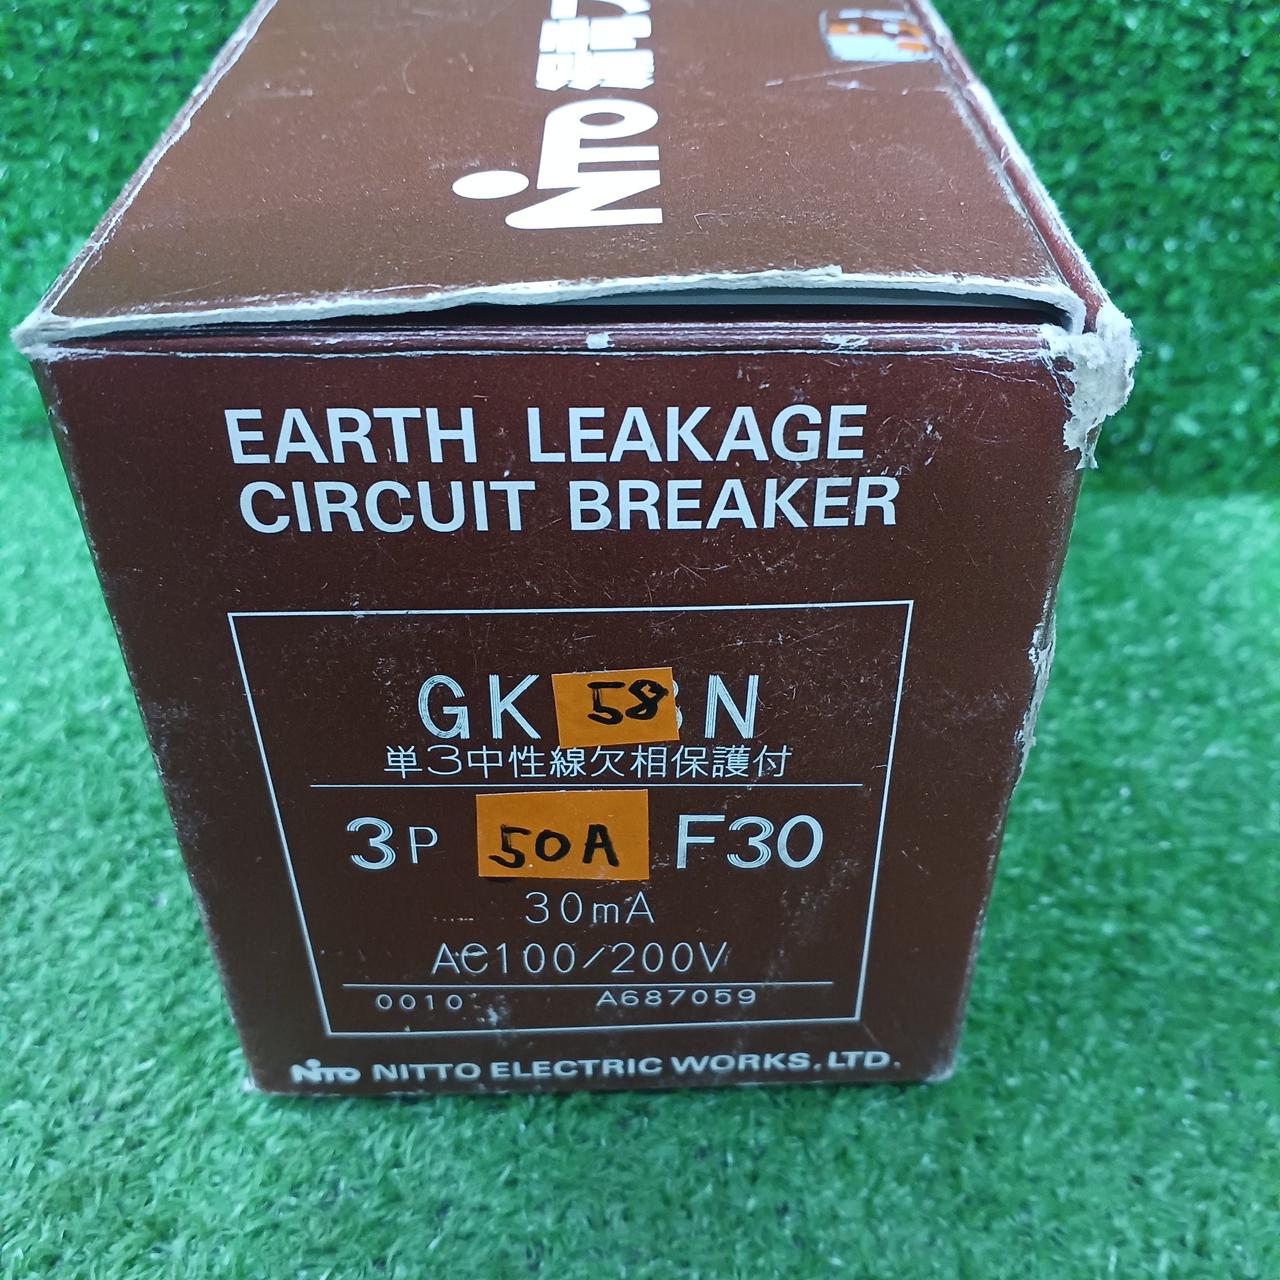 EARTH LEAKAGE
CIRCUIT BREAKER
GK 58 N
単3中性線欠相保護付
3P 50A F30
30mA
AC100/200V
0010 A687059
NITTO NITTO ELECTRIC WORKS, LTD.